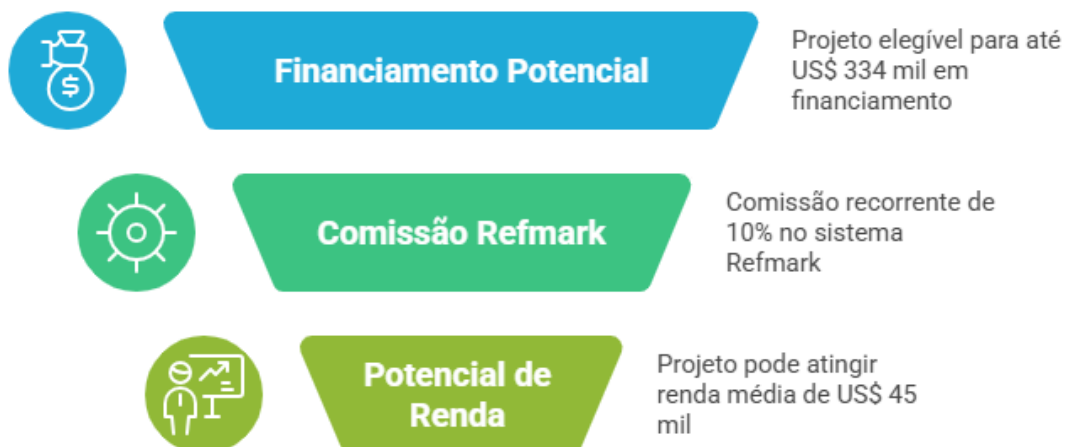 Financiamento Potencial
Projeto elegível para até
US$ 334 mil em
financiamento
Comissão Refmark
Comissão recorrente de
10% no sistema
Refmark
Potencial de
Renda
Projeto pode atingir
renda média de US$ 45
mil